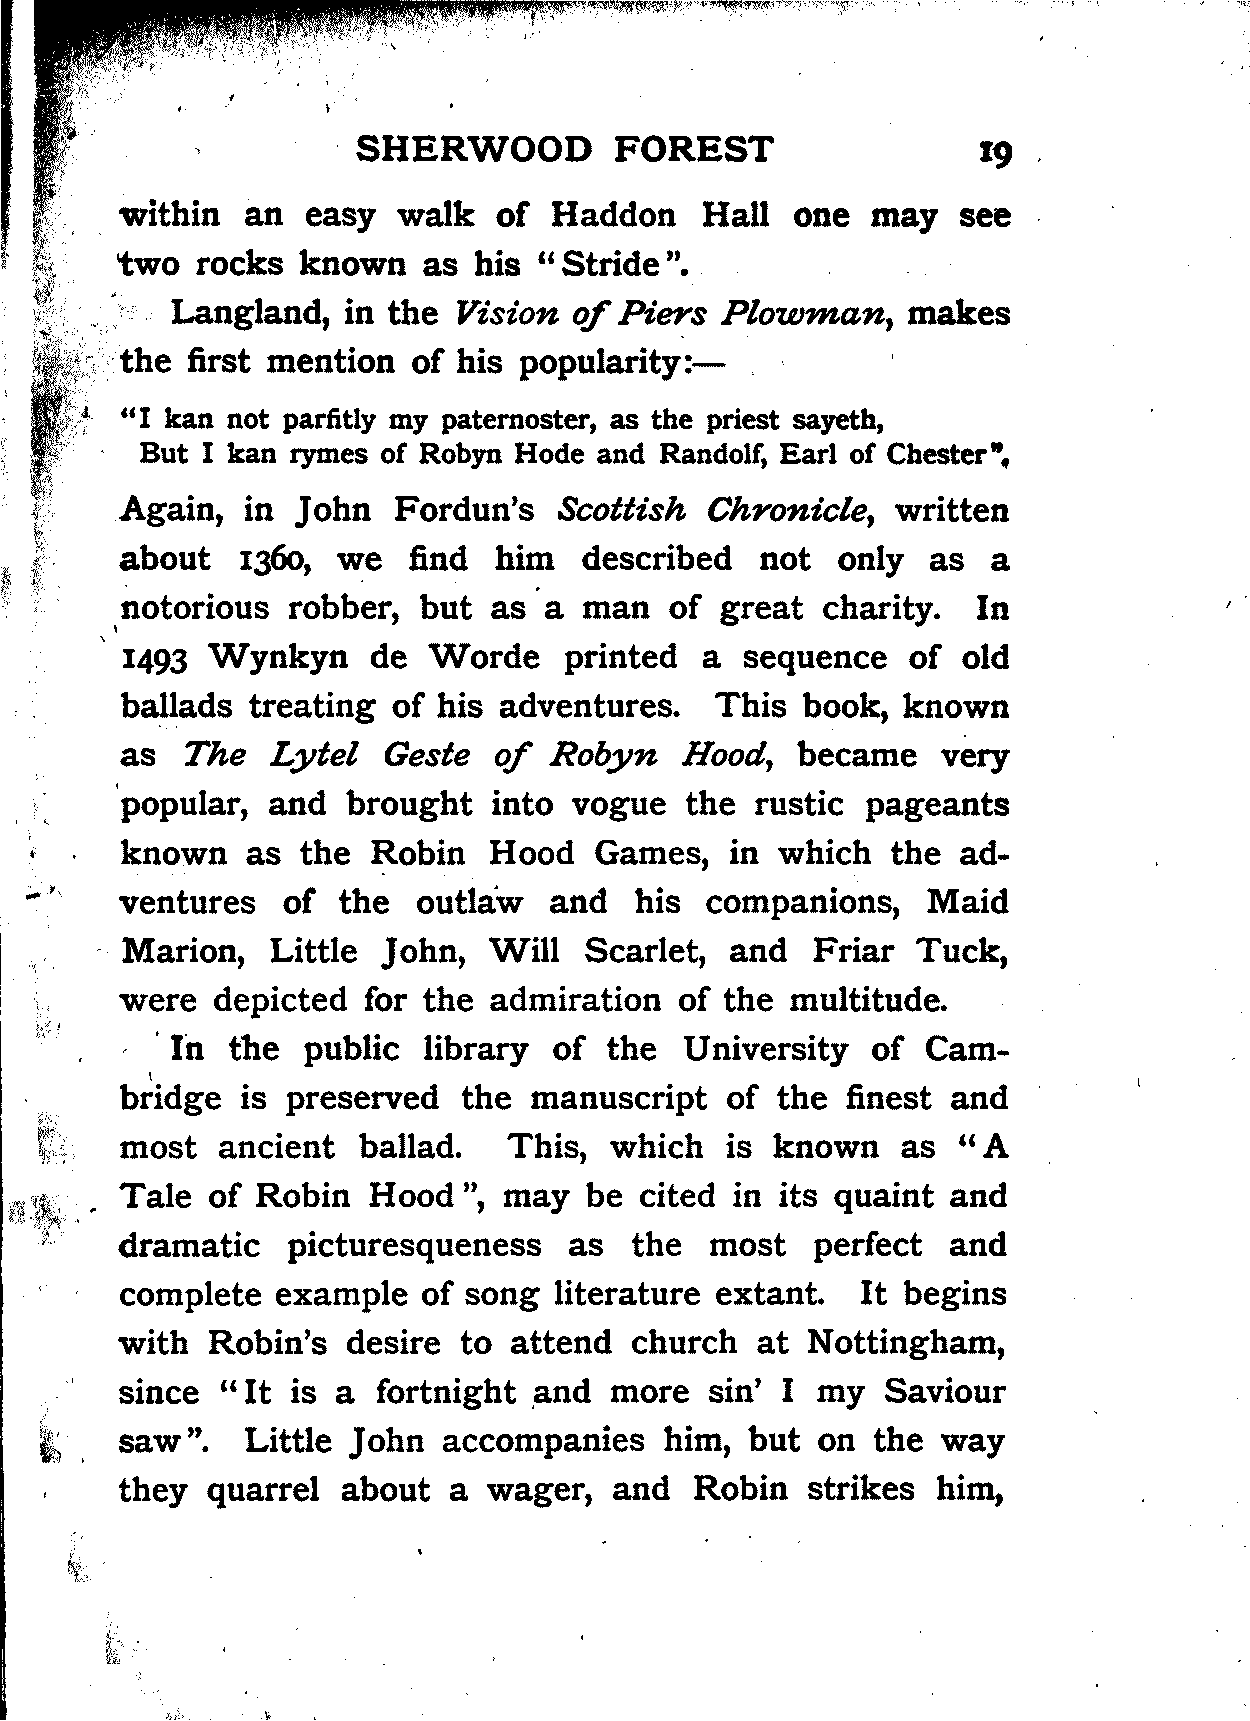 SHERWOOD FOREST 19
within an easy walk of Haddon Hall one may see
two rocks known as his "Stride".
Langland, in the Vision of Piers Plowman, makes
the first mention of his popularity:—
"I kan not parfitly my paternoster, as the priest sayeth,
But I kan rymes of Robyn Hode and Randolf, Earl of Chester",
Again, in John Fordun's Scottish Chronicle, written
about 1360, we find him described not only as a
notorious robber, but as a man of great charity. In
1493 Wynkyn de Worde printed a sequence of old
ballads treating of his adventures. This book, known
as The Lytel Geste of Robyn Hood, became very
popular, and brought into vogue the rustic pageants
known as the Robin Hood Games, in which the ad-
ventures of the outlaw and his companions, Maid
Marion, Little John, Will Scarlet, and Friar Tuck,
were depicted for the admiration of the multitude.
In the public library of the University of Cam-
bridge is preserved the manuscript of the finest and
most ancient ballad. This, which is known as "A
Tale of Robin Hood", may be cited in its quaint and
dramatic picturesqueness as the most perfect and
complete example of song literature extant. It begins
with Robin's desire to attend church at Nottingham,
since "It is a fortnight and more sin' I my Saviour
saw". Little John accompanies him, but on the way
they quarrel about a wager, and Robin strikes him,